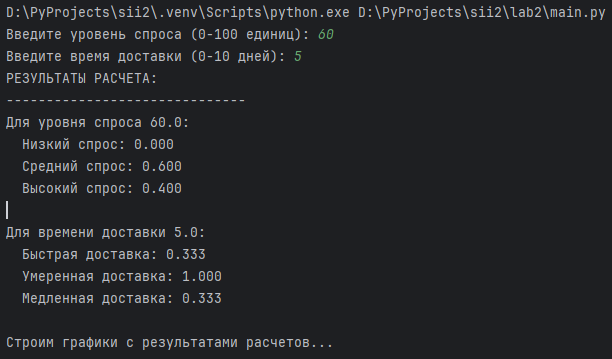 D:\PyProjects\sii2\.venv\Scripts\python.exe D:\PyProjects\sii2\lab2\main.py
Введите уровень спроса (0-100 единиц): 60
Введите время доставки (0-10 дней): 5
РЕЗУЛЬТАТЫ РАСЧЕТА:
------------------------------
Для уровня спроса 60.0:
  Низкий спрос: 0.000
  Средний спрос: 0.600
  Высокий спрос: 0.400

Для времени доставки 5.0:
  Быстрая доставка: 0.333
  Умеренная доставка: 1.000
  Медленная доставка: 0.333

Строим графики с результатами расчетов...